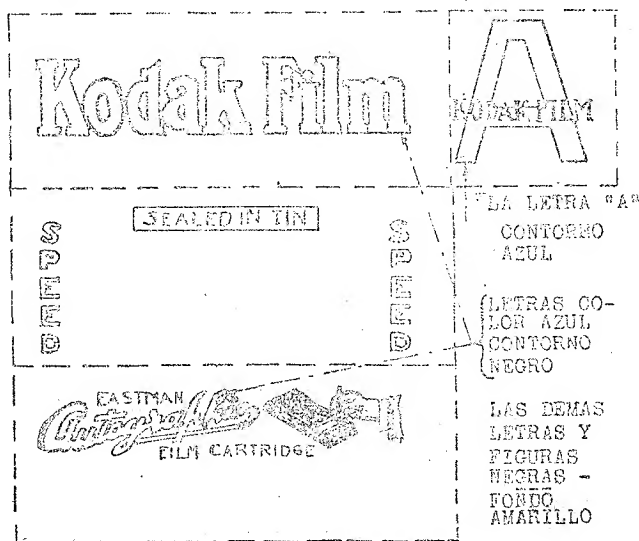 Kodak Film
A
KODAK FILM
SEALED IN TIN
SPEED
SPEED
"LA LETRA "A"
CONTORNO
AZUL
LETRAS CO-
LOR AZUL
CONTORNO
NEGRO
EASTMAN
Autographic
FILM CARTRIDGE
LAS DEMAS
LETRAS Y
FIGURAS
NEGRAS -
FONDO
AMARILLO